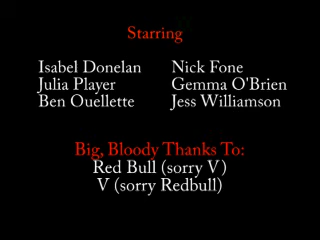 Starring
Isabel Donelan Nick Fone
Julia Player Gemma O'Brien
Ben Ouellette Jess Williamson
Big, Bloody Thanks To:
Red Bull (sorry V)
V (sorry Redbull)